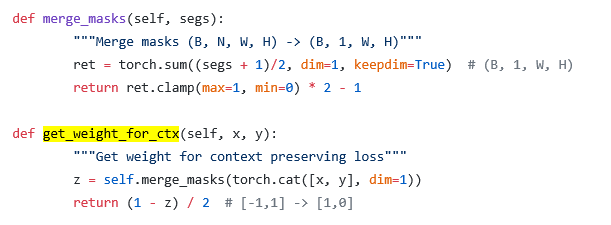 def merge_masks(self, segs):
        """Merge masks (B, N, W, H) -> (B, 1, W, H)"""
        ret = torch.sum((segs + 1)/2, dim=1, keepdim=True)  # (B, 1, W, H)
        return ret.clamp(max=1, min=0) * 2 - 1

def get_weight_for_ctx(self, x, y):
        """Get weight for context preserving loss"""
        z = self.merge_masks(torch.cat([x, y], dim=1))
        return (1 - z) / 2  # [-1,1] -> [1,0]